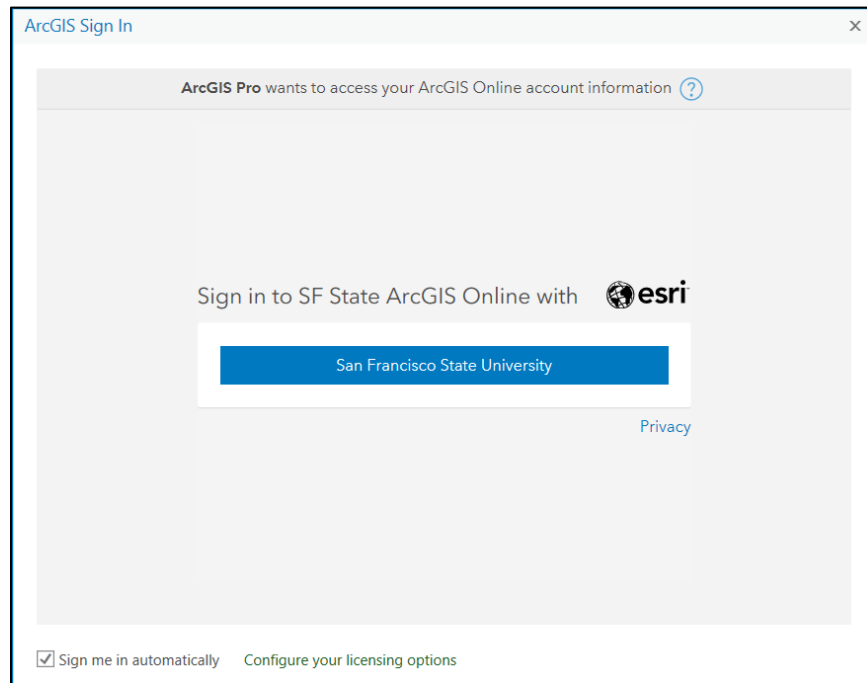 ArcGIS Sign In
ArcGIS Pro wants to access your ArcGIS Online account information ?
Sign in to SF State ArcGIS Online with esri
San Francisco State University
Privacy
Sign me in automatically Configure your licensing options